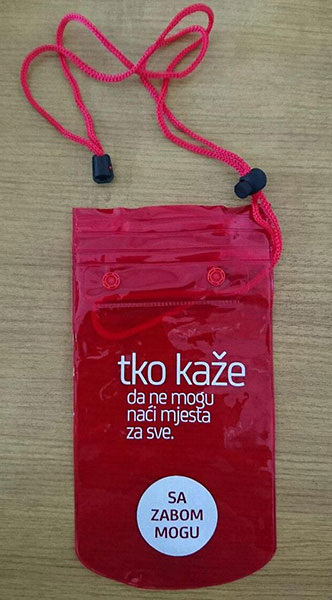 tko kaže
da ne mogu
naći mjesta
za sve.
SA
ZABOM
MOGU